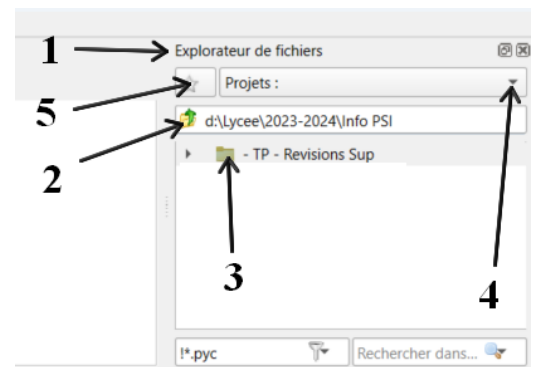 1
Explorateur de fichiers
5
Projets :
2
d:\Lycee\2023-2024\Info PSI
- TP - Revisions Sup
3
4
!*.pyc
Rechercher dans...